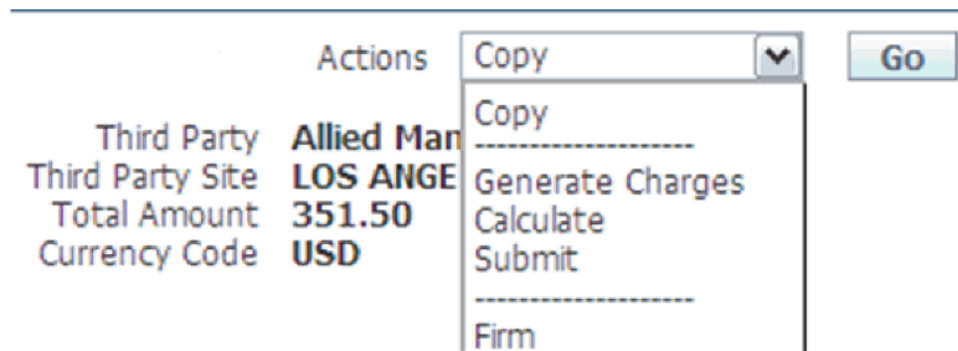 Actions Copy Go
Copy
Third Party Allied Man
--------------------
Third Party Site LOS ANGE
Generate Charges
Total Amount 351.50
Calculate
Currency Code USD
Submit
--------------------
Firm